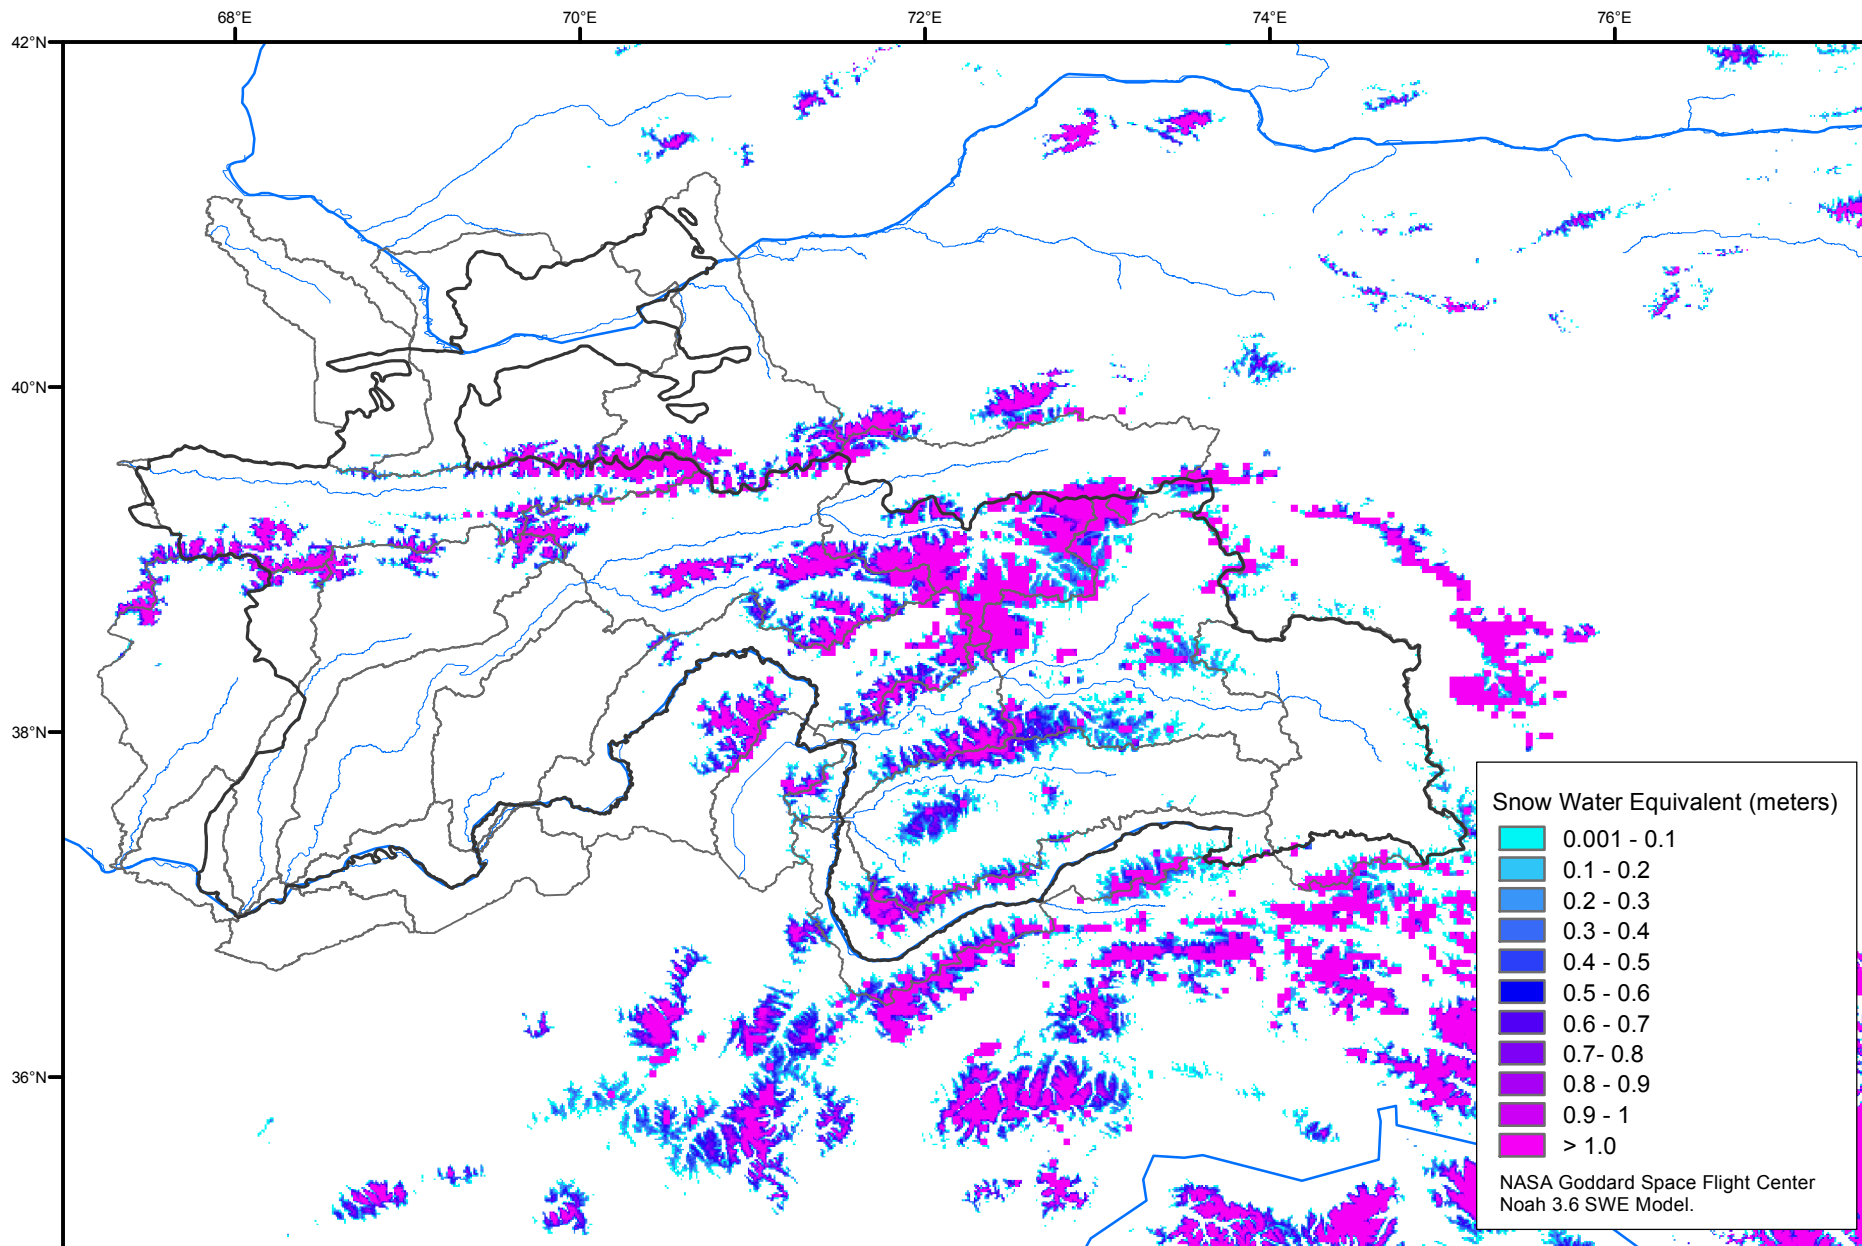 68°E
70°E
72°E
74°E
76°E
42°N
40°N
38°N
36°N
Snow Water Equivalent (meters)
0.001 - 0.1
0.1 - 0.2
0.2 - 0.3
0.3 - 0.4
0.4 - 0.5
0.5 - 0.6
0.6 - 0.7
0.7- 0.8
0.8 - 0.9
0.9 - 1
> 1.0
NASA Goddard Space Flight Center
Noah 3.6 SWE Model.